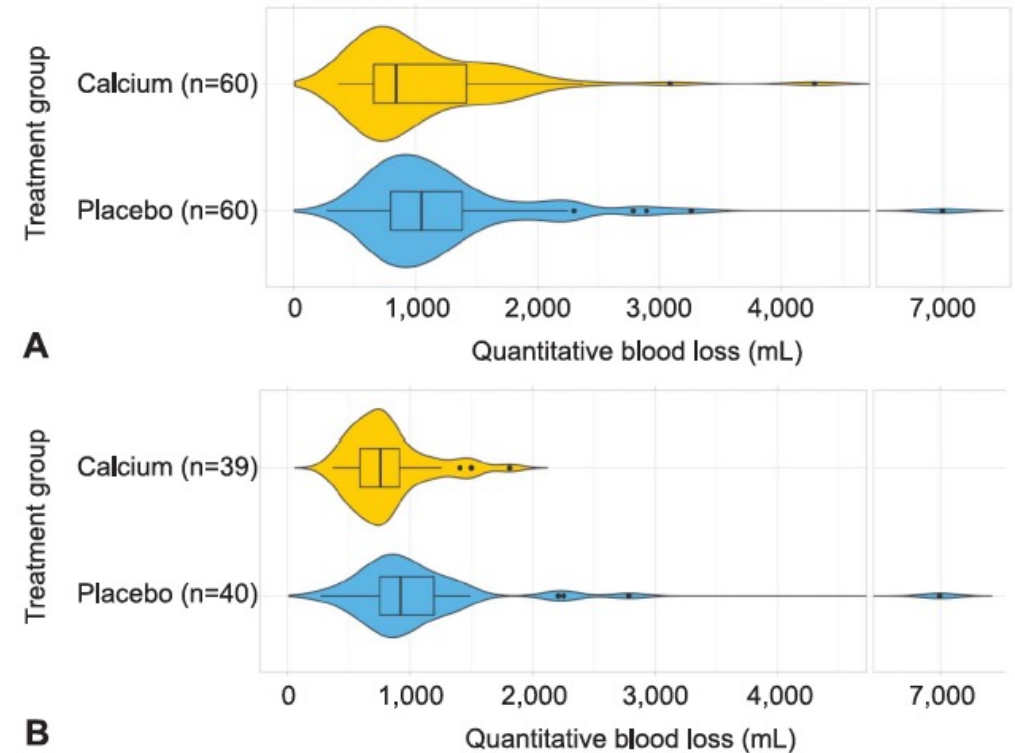 Treatment group
Calcium (n=60)
Placebo (n=60)
0 1,000 2,000 3,000 4,000 7,000
Quantitative blood loss (mL)
A
Treatment group
Calcium (n=39)
Placebo (n=40)
0 1,000 2,000 3,000 4,000 7,000
Quantitative blood loss (mL)
B